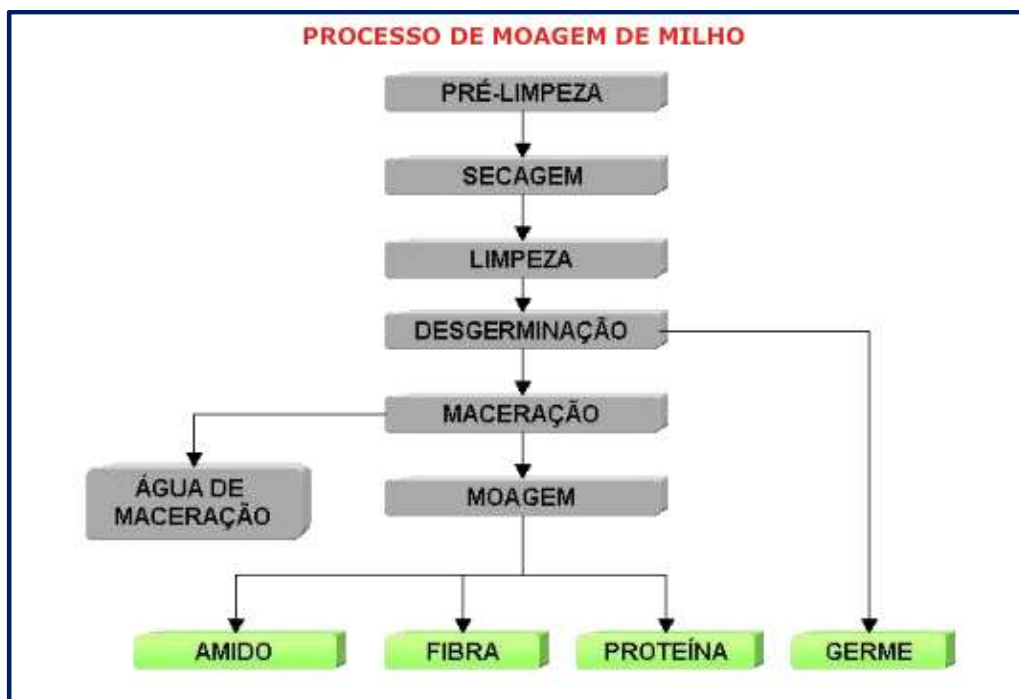 PROCESSO DE MOAGEM DE MILHO
PRÉ-LIMPEZA
SECAGEM
LIMPEZA
DESGERMINAÇÃO
MACERAÇÃO
ÁGUA DE
MACERAÇÃO
MOAGEM
AMIDO
FIBRA
PROTEÍNA
GERME